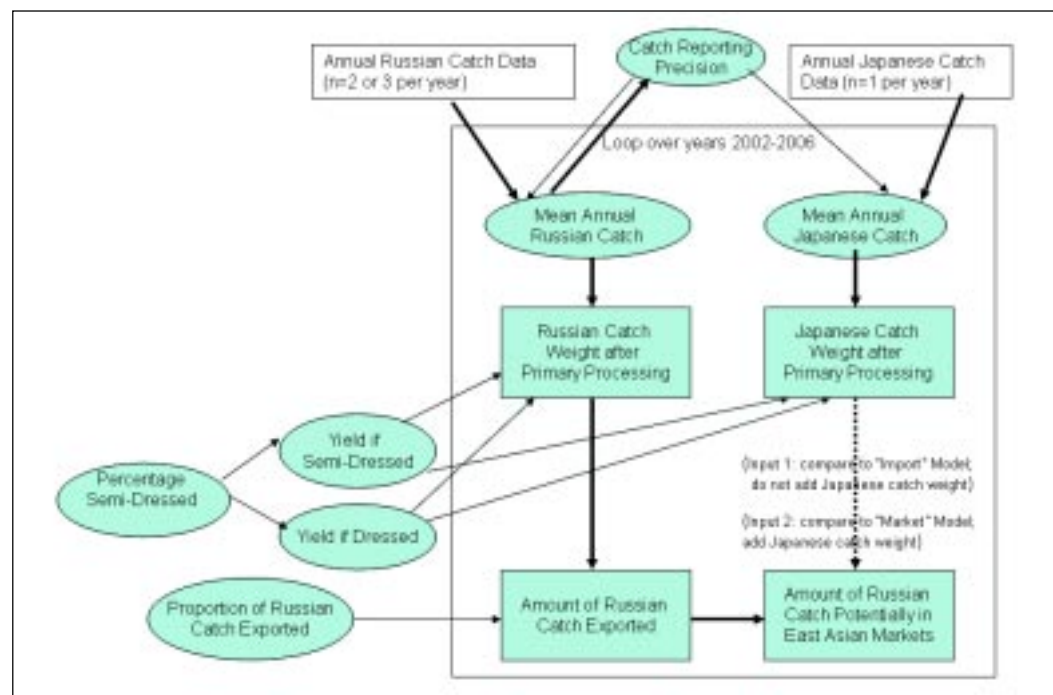 Annual Russian Catch Data
(n=2 or 3 per year)
Catch Reporting
Precision
Annual Japanese Catch
Data (n=1 per year)
Loop over years 2002-2006
Mean Annual
Russian Catch
Mean Annual
Japanese Catch
Russian Catch
Weight after
Primary Processing
Japanese Catch
Weight after
Primary Processing
Yield if
Semi-Dressed
Percentage
Semi-Dressed
Yield if Dressed
(Input 1: compare to "Import" Model;
do not add Japanese catch weight)
(Input 2: compare to "Market" Model;
add Japanese catch weight)
Proportion of Russian
Catch Exported
Amount of Russian
Catch Exported
Amount of Russian
Catch Potentially in
East Asian Markets